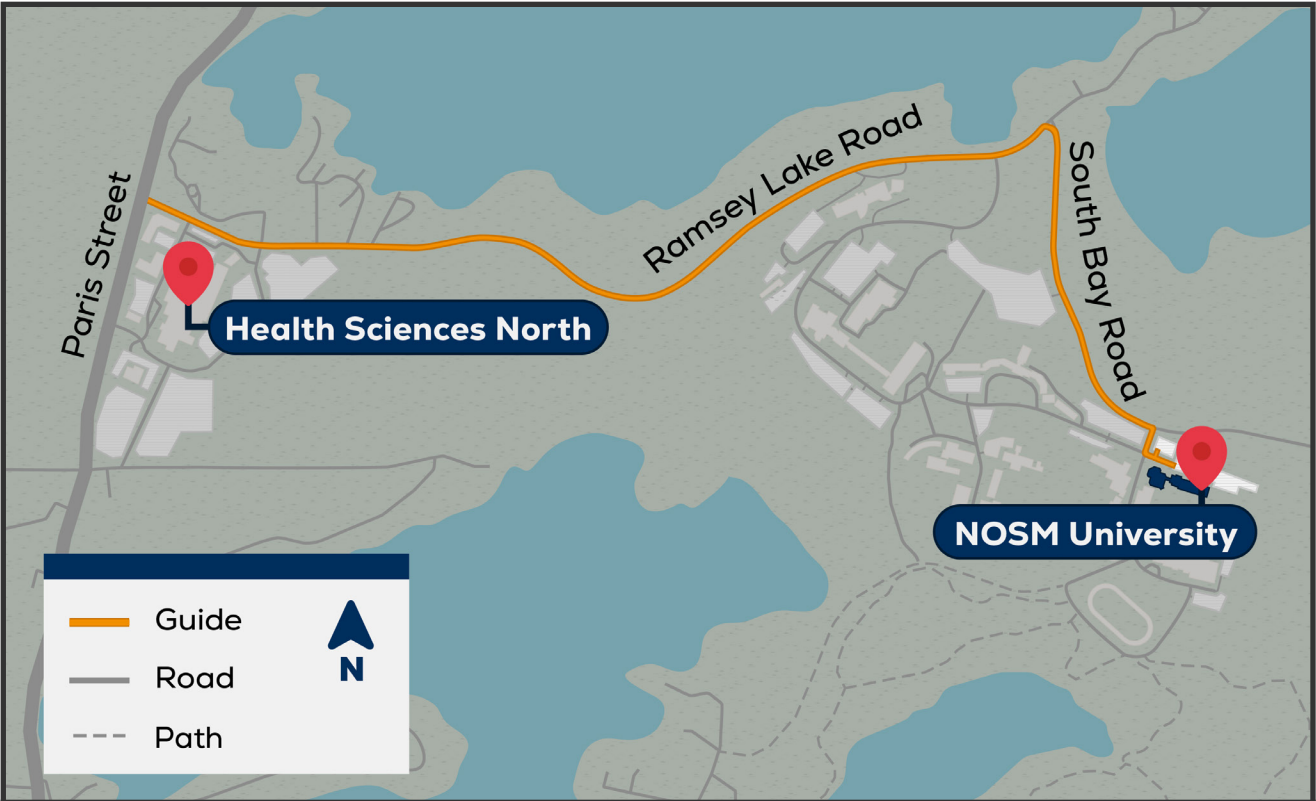 Ramsey Lake Road
South Bay Road
Paris Street
Health Sciences North
NOSM University
Guide
Road
Path
N